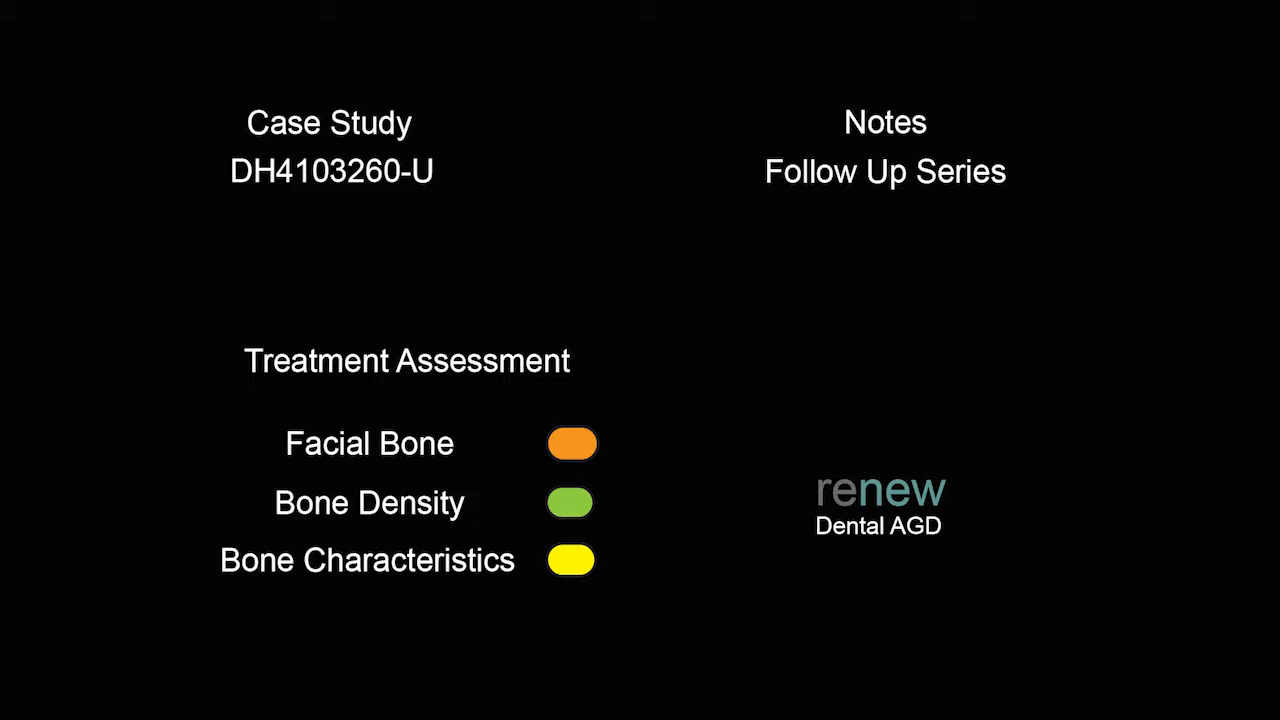 Case Study
DH4103260-U
Notes
Follow Up Series
Treatment Assessment
Facial Bone
Bone Density
Bone Characteristics
renew
Dental AGD